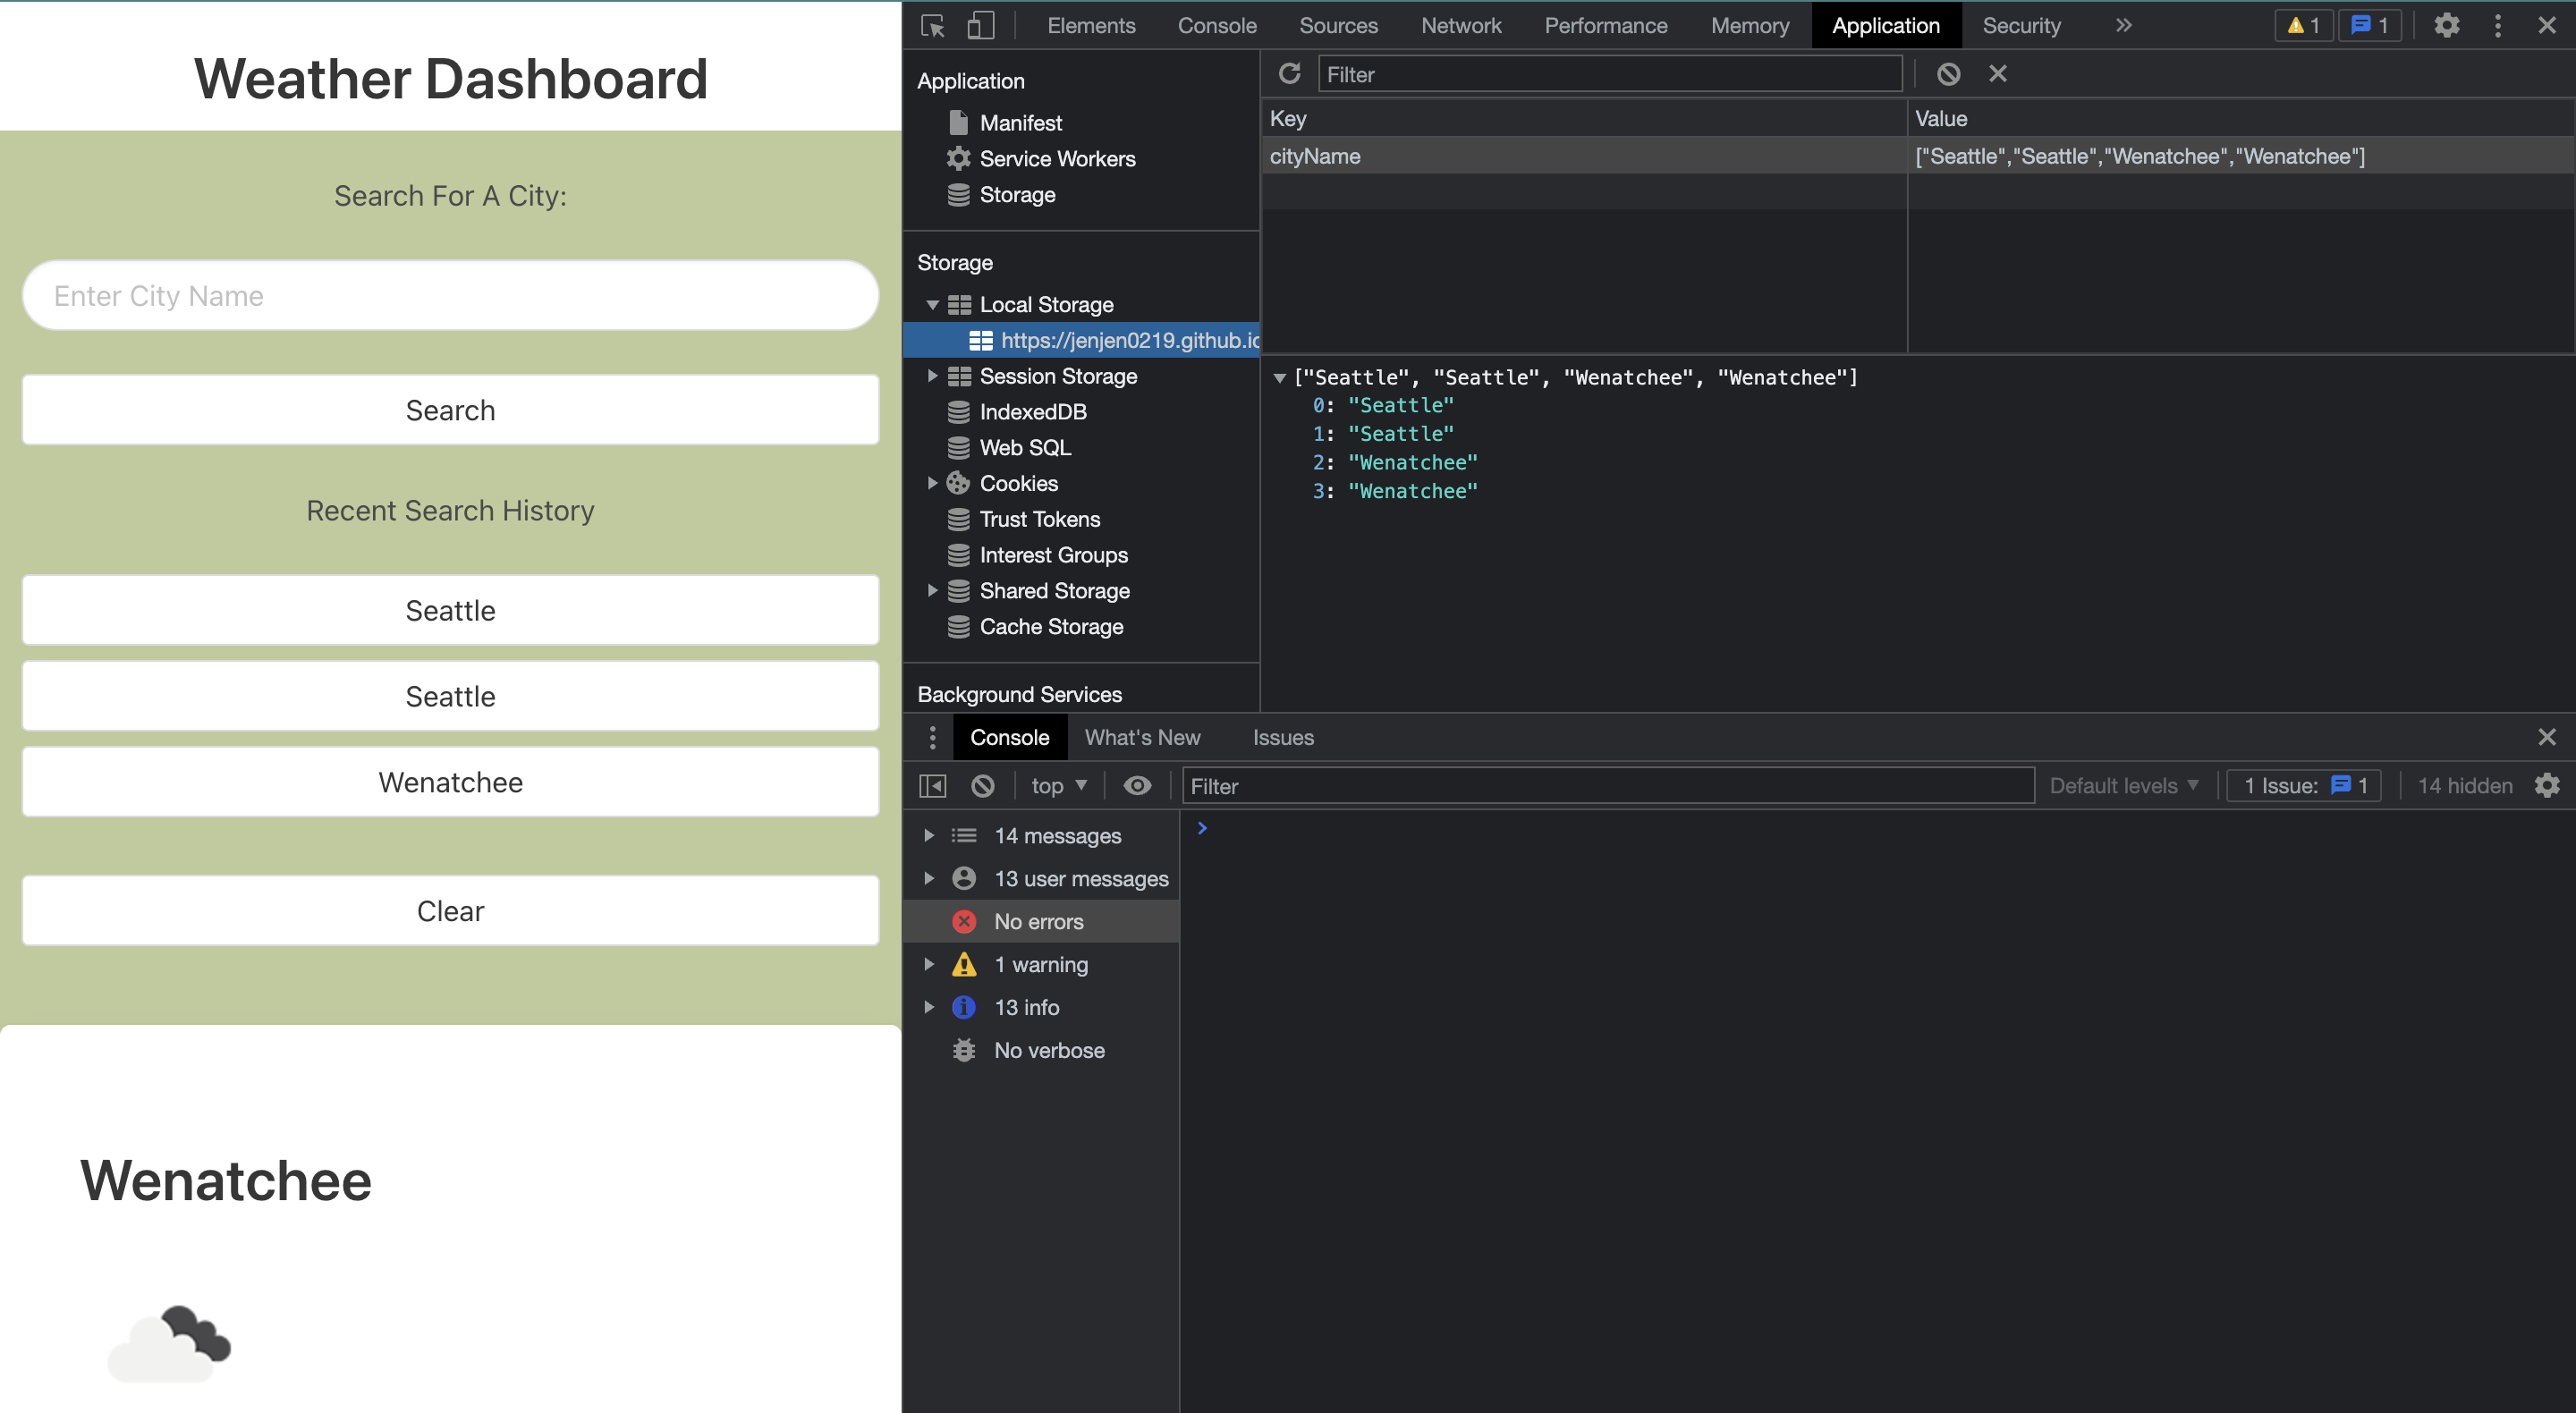 Weather Dashboard
Search For A City:
Enter City Name
Search
Recent Search History
Seattle
Seattle
Wenatchee
Clear
Wenatchee
Elements Console Sources Network Performance Memory Application Security » 1 1
Application
Manifest
Service Workers
Storage
Storage
Local Storage
https://jenjen0219.github.io
Session Storage
IndexedDB
Web SQL
Cookies
Trust Tokens
Interest Groups
Shared Storage
Cache Storage
Background Services
Filter
Key Value
cityName ["Seattle","Seattle","Wenatchee","Wenatchee"]
["Seattle", "Seattle", "Wenatchee", "Wenatchee"]
0: "Seattle"
1: "Seattle"
2: "Wenatchee"
3: "Wenatchee"
Console What's New Issues
top Filter Default levels 1 Issue: 1 14 hidden
14 messages
13 user messages
No errors
1 warning
13 info
No verbose